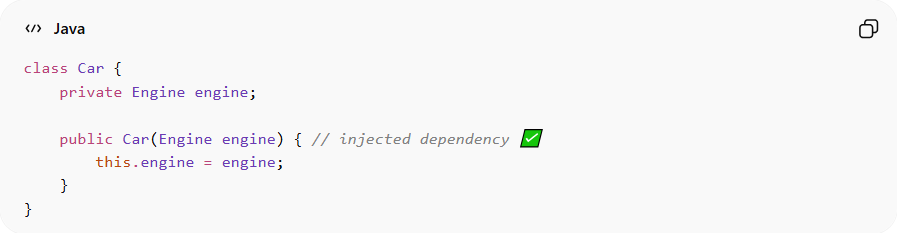 </> Java
class Car {
    private Engine engine;

    public Car(Engine engine) { // injected dependency ✅
        this.engine = engine;
    }
}